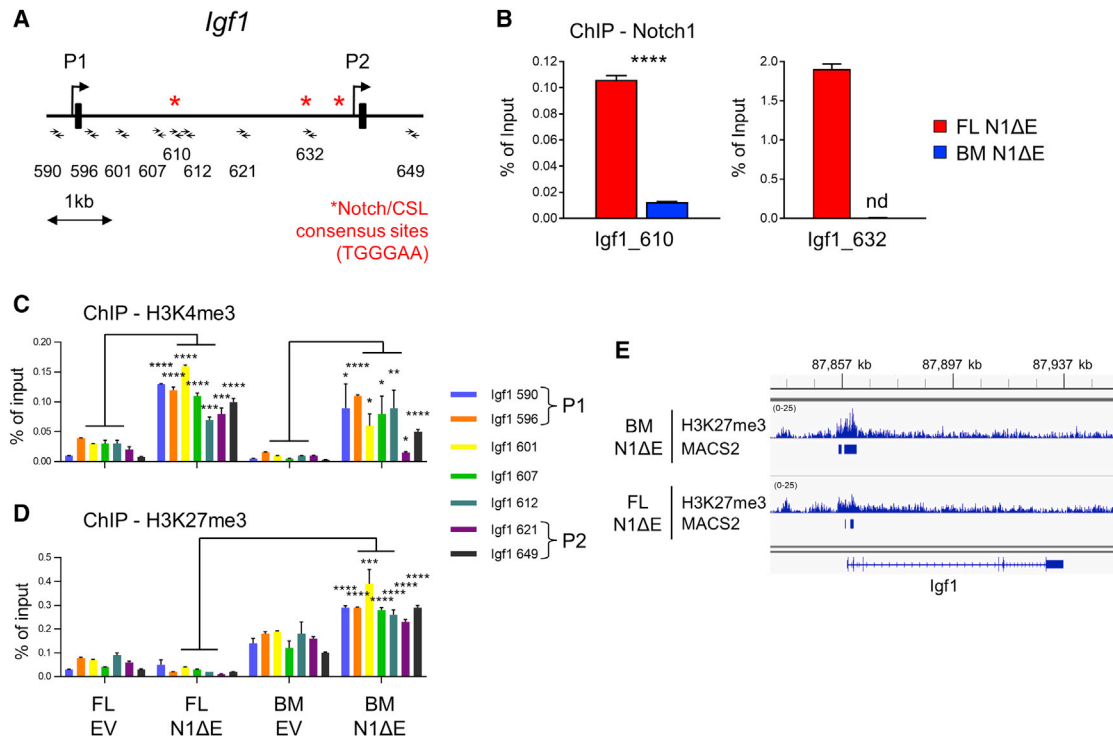 A
Igf1
P1
P2
* * *
610
632
590 596 601 607 612 621 649
1kb
*Notch/CSL
consensus sites
(TGGGAA)
B
ChIP - Notch1
% of Input
0.12
0.10
0.08
0.06
0.04
0.02
0.00
****
Igf1_610
% of Input
2.0
1.5
1.0
0.5
0.0
nd
Igf1_632
FL N1ΔE
BM N1ΔE
C
ChIP - H3K4me3
% of input
0.20
0.15
0.10
0.05
0.00
**** **** **** **** *** *** ****
* **** * * ** * ****
Igf1 590
Igf1 596
Igf1 601
Igf1 607
Igf1 612
Igf1 621
Igf1 649
P1
P2
D
ChIP - H3K27me3
% of input
0.5
0.4
0.3
0.2
0.1
0.0
**** **** *** **** **** **** ****
FL
EV
FL
N1ΔE
BM
EV
BM
N1ΔE
E
87,857 kb 87,897 kb 87,937 kb
(0-25)
BM
N1ΔE
H3K27me3
MACS2
(0-25)
FL
N1ΔE
H3K27me3
MACS2
Igf1